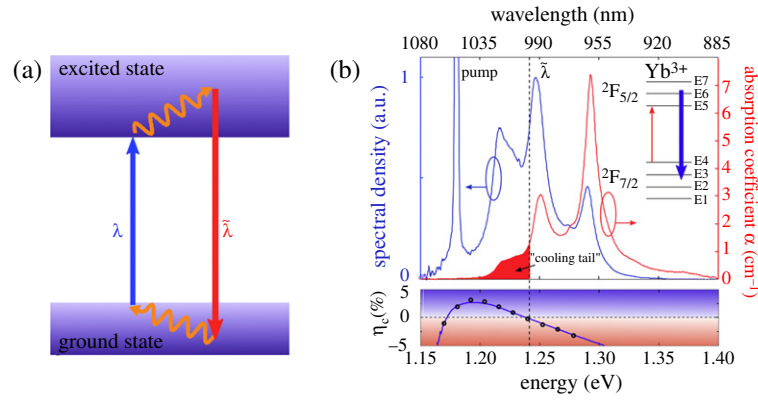 (a)
excited state
λ
λ̃
ground state
(b)
wavelength (nm)
1080 1035 990 955 920 885
pump
λ̃
Yb³⁺
²F₅/₂
E7
E6
E5
²F₇/₂
E4
E3
E2
E1
"cooling tail"
spectral density (a.u.)
1
0
absorption coefficient α (cm⁻¹)
7
6
5
4
3
2
1
0
η꜀(%)
5
0
−5
1.15 1.20 1.25 1.30 1.35 1.40
energy (eV)